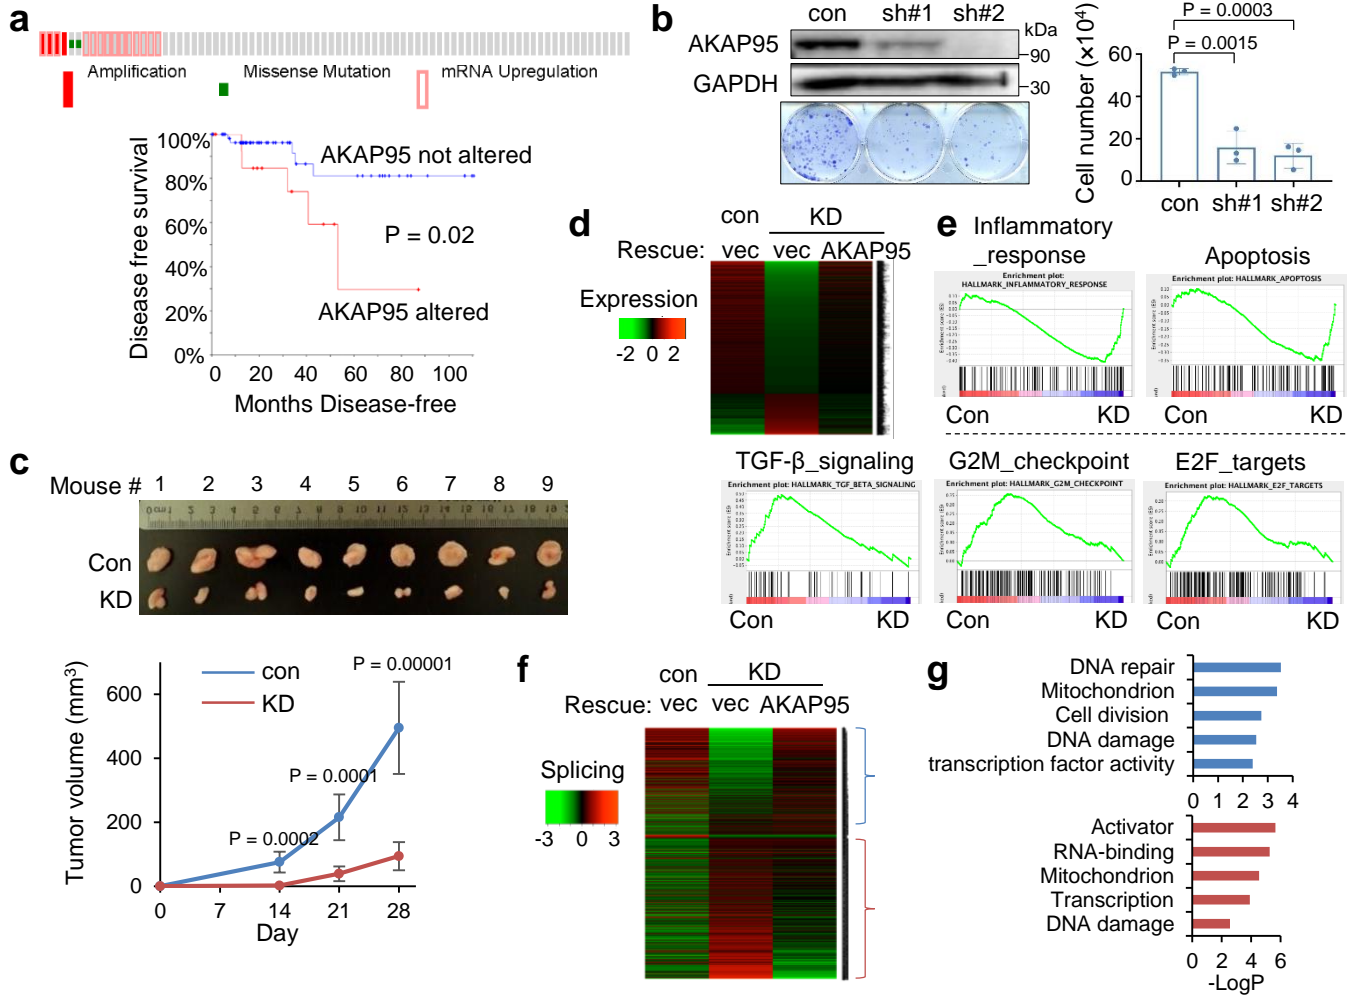 a
Amplification
Missense Mutation
mRNA Upregulation
Disease free survival
100%
80%
60%
40%
20%
0%
AKAP95 not altered
P = 0.02
AKAP95 altered
0 20 40 60 80 100
Months Disease-free
b
con sh#1 sh#2
kDa
AKAP95
90
GAPDH
30
Cell number (×10⁴)
P = 0.0003
P = 0.0015
60
40
20
0
con sh#1 sh#2
c
Mouse # 1 2 3 4 5 6 7 8 9
Con
KD
Tumor volume (mm³)
con
KD
P = 0.00001
P = 0.0001
P = 0.0002
600
400
200
0
0 7 14 21 28
Day
d
con KD
Rescue: vec vec AKAP95
Expression
-2 0 2
e
Inflammatory
_response
Enrichment plot:
HALLMARK_INFLAMMATORY_RESPONSE
Con KD
Apoptosis
Enrichment plot: HALLMARK_APOPTOSIS
Con KD
TGF-β_signaling
Enrichment plot: HALLMARK_TGF_BETA_SIGNALING
Con KD
G2M_checkpoint
Enrichment plot: HALLMARK_G2M_CHECKPOINT
Con KD
E2F_targets
Enrichment plot: HALLMARK_E2F_TARGETS
Con KD
f
con KD
Rescue: vec vec AKAP95
Splicing
-3 0 3
g
DNA repair
Mitochondrion
Cell division
DNA damage
transcription factor activity
0 1 2 3 4
Activator
RNA-binding
Mitochondrion
Transcription
DNA damage
0 2 4 6
-LogP